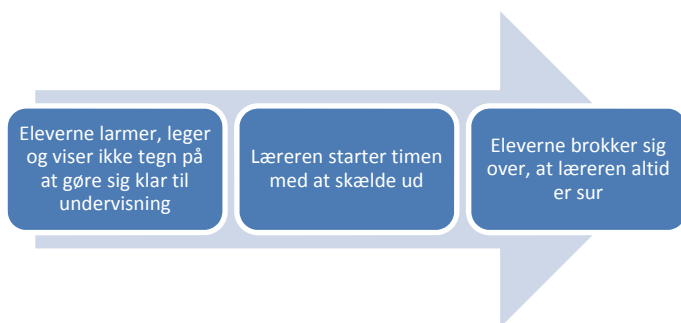 Eleverne larmer, leger
og viser ikke tegn på
at gøre sig klar til
undervisning
Læreren starter timen
med at skælde ud
Eleverne brokker sig
over, at læreren altid
er sur